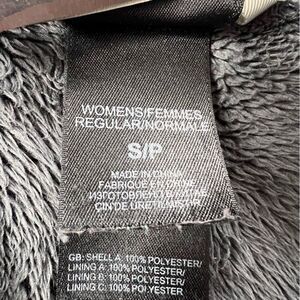 WOMENS/FEMMES
REGULAR/NORMALE
S/P
MADE IN CHINA
FABRIQUE EN CHINE
GB: SHELL A: 100% POLYESTER/
LINING A: 100% POLYESTER/
LINING B: 100% POLYESTER/
LINING C: 100% POLYESTER